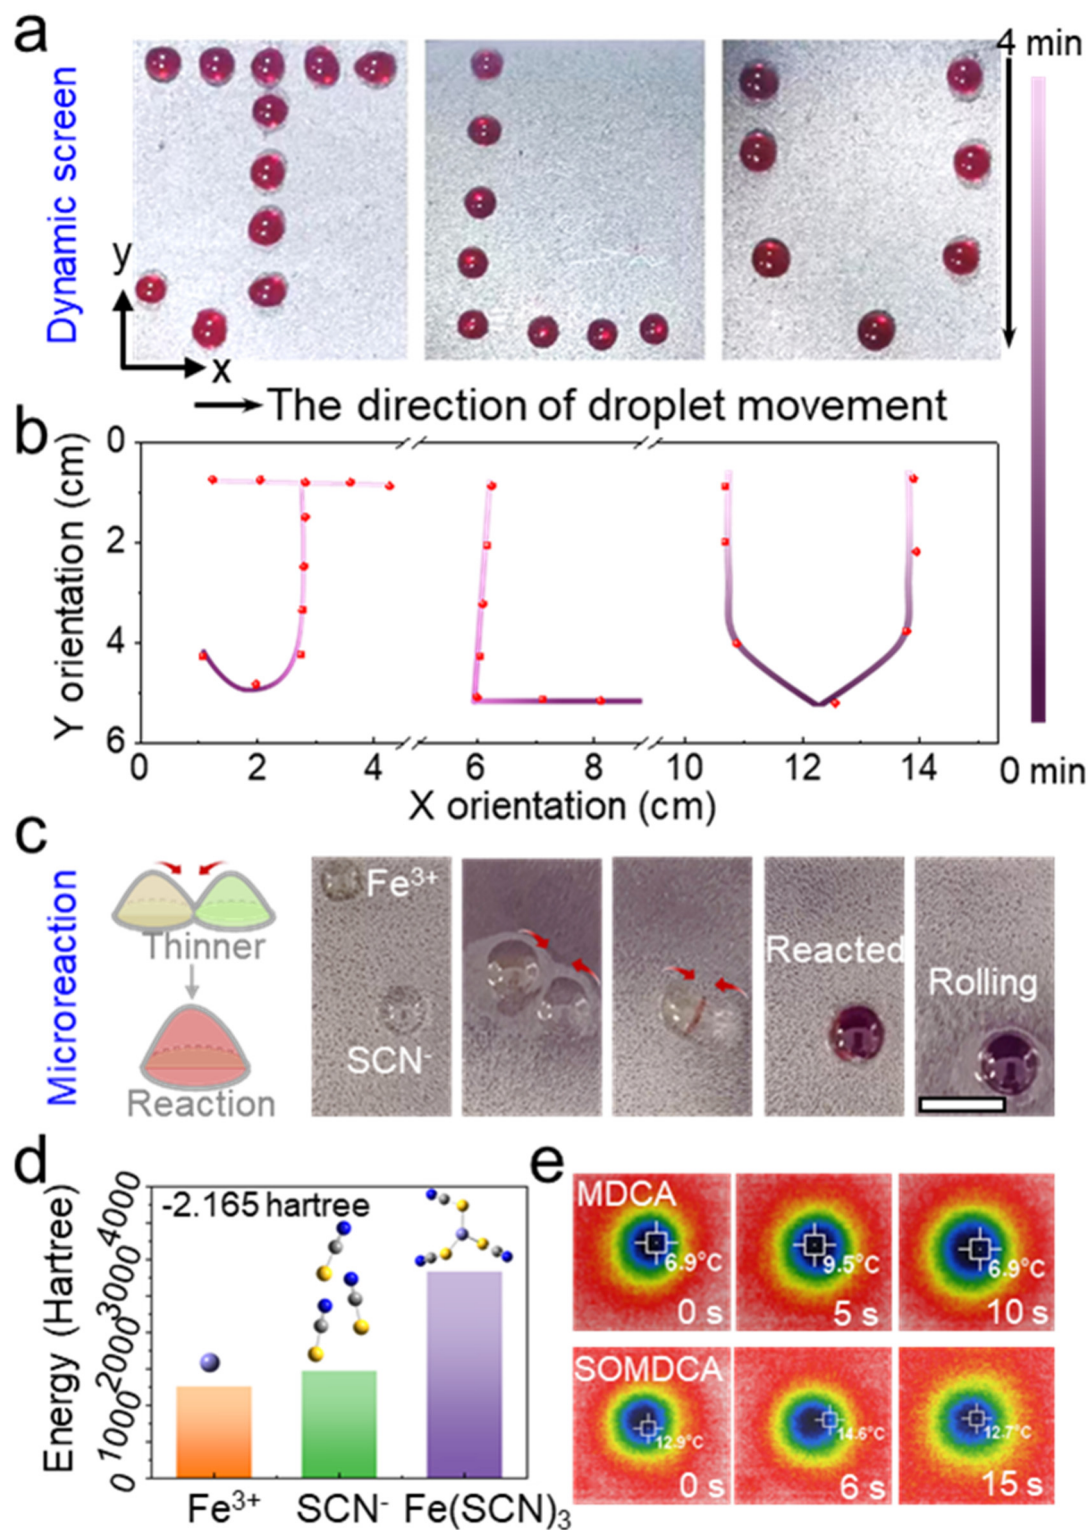 a
Dynamic screen
y
x
4 min
The direction of droplet movement
b
Y orientation (cm)
0
2
4
6
0
2
4
6
8
10
12
14
X orientation (cm)
0 min
c
Microreaction
Thinner
Reaction
Fe³⁺
SCN⁻
Reacted
Rolling
d
Energy (Hartree)
4000
3000
2000
1000
0
-2.165 hartree
Fe³⁺
SCN⁻
Fe(SCN)₃
e
MDCA
6.9°C
0 s
9.5°C
5 s
6.9°C
10 s
SOMDCA
12.9°C
0 s
14.6°C
6 s
12.7°C
15 s